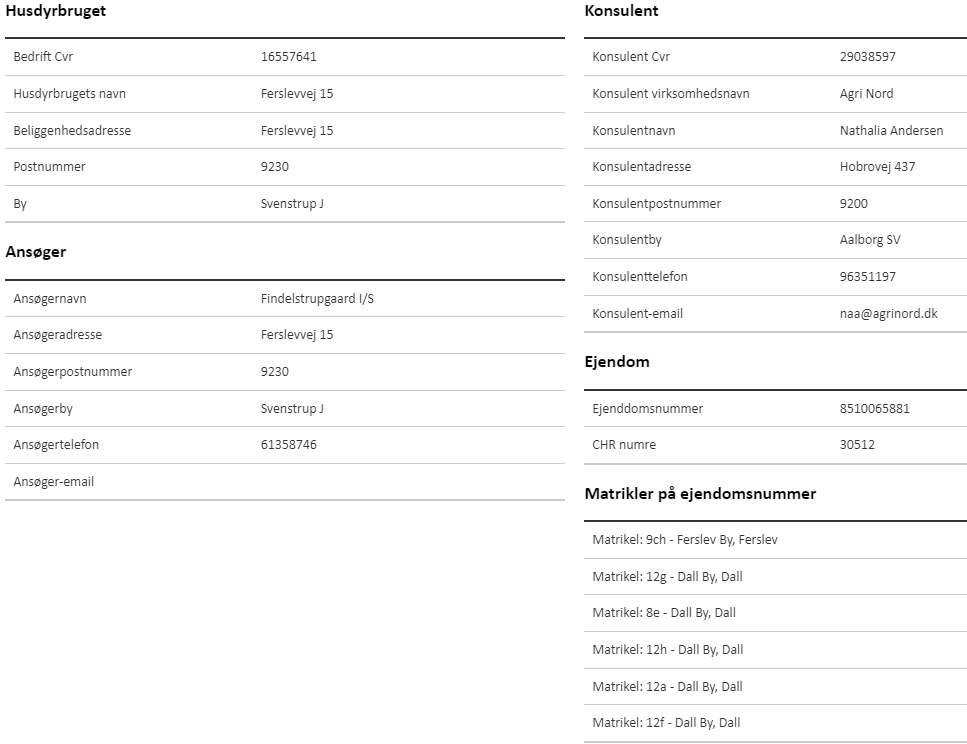 Husdyrbruget
Bedrift Cvr 16557641
Husdyrbrugets navn Ferslevvej 15
Beliggenhedsadresse Ferslevvej 15
Postnummer 9230
By Svenstrup J
Ansøger
Ansøgernavn Findelstrupgaard I/S
Ansøgeradresse Ferslevvej 15
Ansøgerpostnummer 9230
Ansøgerby Svenstrup J
Ansøgertelefon 61358746
Ansøger-email
Konsulent
Konsulent Cvr 29038597
Konsulent virksomhedsnavn Agri Nord
Konsulentnavn Nathalia Andersen
Konsulentadresse Hobrovej 437
Konsulentpostnummer 9200
Konsulentby Aalborg SV
Konsulenttelefon 96351197
Konsulent-email naa@agrinord.dk
Ejendom
Ejenddomsnummer 8510065881
CHR numre 30512
Matrikler på ejendomsnummer
Matrikel: 9ch - Ferslev By, Ferslev
Matrikel: 12g - Dall By, Dall
Matrikel: 8e - Dall By, Dall
Matrikel: 12h - Dall By, Dall
Matrikel: 12a - Dall By, Dall
Matrikel: 12f - Dall By, Dall